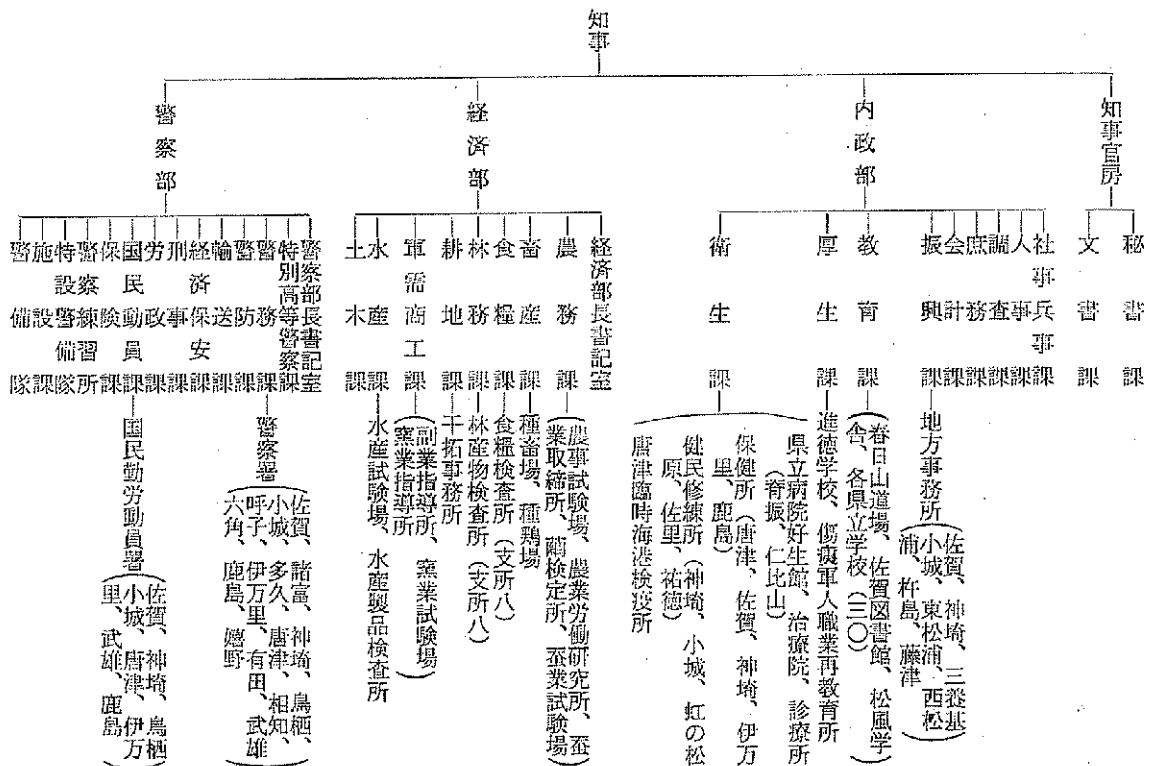 知事
知事官房
秘書課
文書課
内政部
社事兵事課
人事課
調査課
庶務課
会計課
振興課
地方事務所
佐賀、神埼、三養基
小城、東松浦、西松
浦、杵島、藤津
教育課
春日山道場、佐賀図書館、松風学
舎、各県立学校(三〇)
厚生課
進徳学校、傷痍軍人職業再教育所
衛生課
県立病院好生館、治療院、診療所
(脊振、仁比山)
保健所(唐津、佐賀、神埼、伊万
里、鹿島)
健民修練所(神埼、小城、虹の松
原、佐里、祐徳)
唐津臨時海港検疫所
経済部
経済部長書記室
農務課
農事試験場、農業労働研究所、蚕
業取締所、繭検定所、蚕業試験場
畜産課
種畜場、種鶏場
食糧課
食糧検査所(支所八)
林務課
林産物検査所(支所八)
耕地課
干拓事務所
軍需商工課
副業指導所、窯業試験場
窯業指導所
水産課
水産試験場、水産製品検査所
土木課
警察部
警察部長書記室
特別高等警察課
警務課
警察署
佐賀、諸富、神埼、鳥栖、
小城、多久、唐津、相知、
呼子、伊万里、有田、武雄
六角、鹿島、嬉野
警防課
輸送課
経済保安課
刑事課
労政課
国民動員課
国民勤労動員署
佐賀、神埼、鳥栖
小城、唐津、伊万
里、武雄、鹿島
保険課
警察練習所
特設警備隊
施設課
警備隊